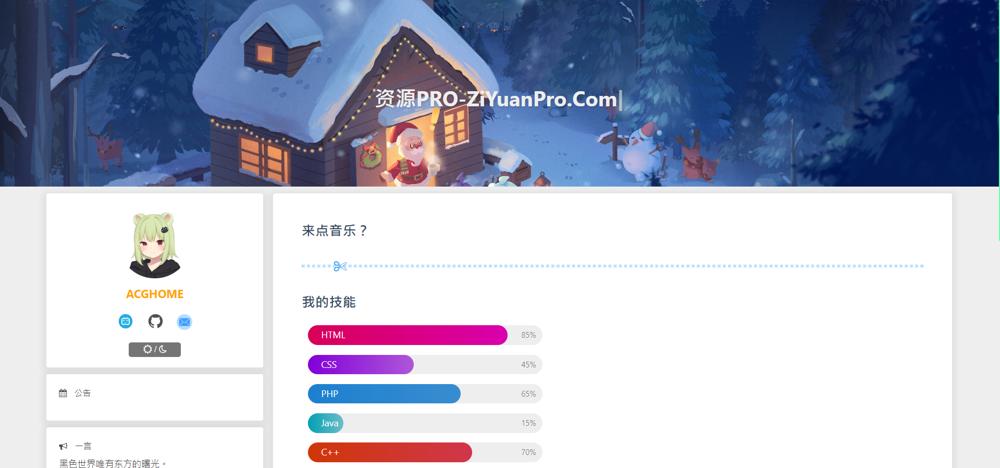 资源PRO-ZiYuanPro.Com
ACGHOME
/
公告
一言
黑色世界唯有东方的曙光。
来点音乐？
我的技能
HTML 85%
CSS 45%
PHP 65%
Java 15%
C++ 70%